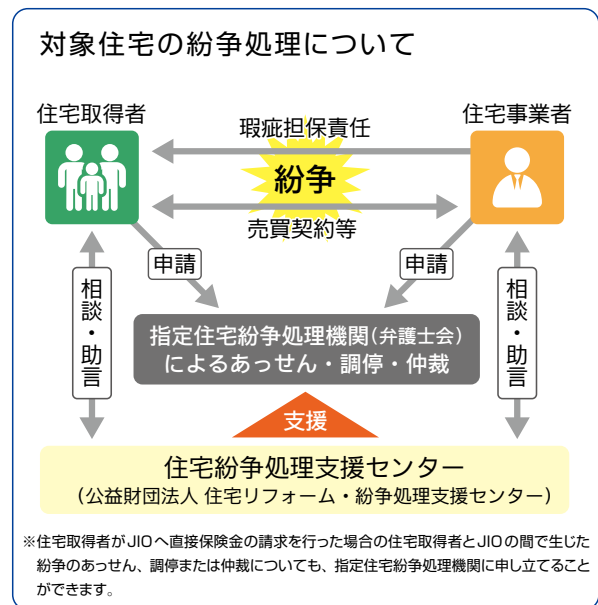 対象住宅の紛争処理について
住宅取得者
住宅事業者
瑕疵担保責任
紛争
売買契約等
申請
申請
相談・助言
相談・助言
指定住宅紛争処理機関(弁護士会)
によるあっせん・調停・仲裁
支援
住宅紛争処理支援センター
(公益財団法人 住宅リフォーム・紛争処理支援センター)
※住宅取得者がJIOへ直接保険金の請求を行った場合の住宅取得者とJIOの間で生じた
紛争のあっせん、調停または仲裁についても、指定住宅紛争処理機関に申し立てること
ができます。